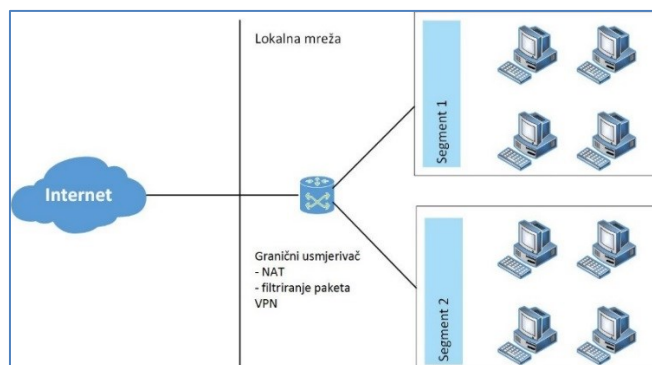 Lokalna mreža
Segment 1
Internet
Granični usmjerivač
- NAT
- filtriranje paketa
VPN
Segment 2